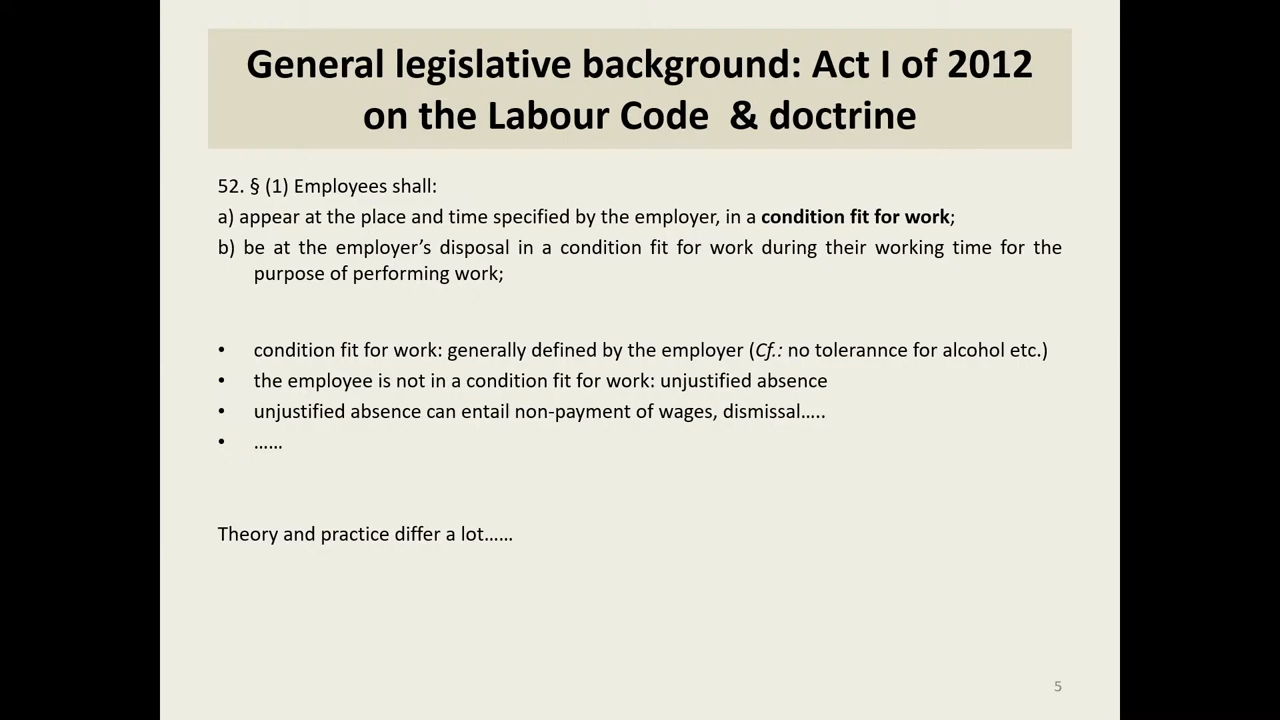 General legislative background: Act I of 2012
on the Labour Code & doctrine
52. § (1) Employees shall:
a) appear at the place and time specified by the employer, in a condition fit for work;
b) be at the employer’s disposal in a condition fit for work during their working time for the
purpose of performing work;
• condition fit for work: generally defined by the employer (Cf.: no tolerannce for alcohol etc.)
• the employee is not in a condition fit for work: unjustified absence
• unjustified absence can entail non-payment of wages, dismissal…..
• ……
Theory and practice differ a lot……
5